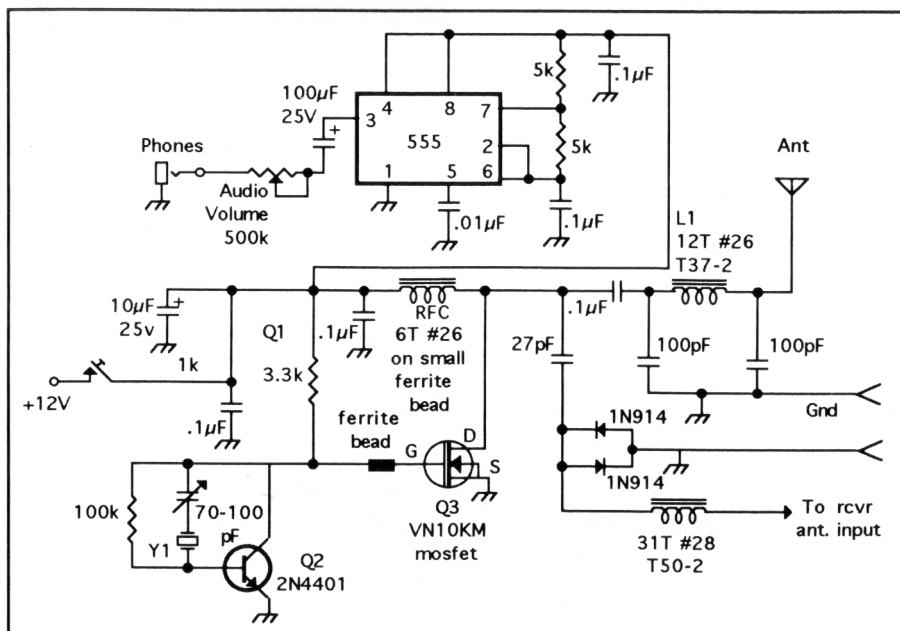 .1µF
5k
100µF
25V
4
8
7
3
555
2
6
5k
Phones
1
5
Audio
Volume
500k
.01µF
.1µF
Ant
L1
12T #26
T37-2
10µF
25v
Q1
.1µF
RFC
6T #26
on small
ferrite
bead
.1µF
27pF
100pF
100pF
1k
3.3k
+12V
.1µF
ferrite
bead
G
D
S
1N914
Gnd
1N914
Q3
VN10KM
mosfet
100k
70-100
pF
Y1
Q2
2N4401
To rcvr
ant. input
31T #28
T50-2